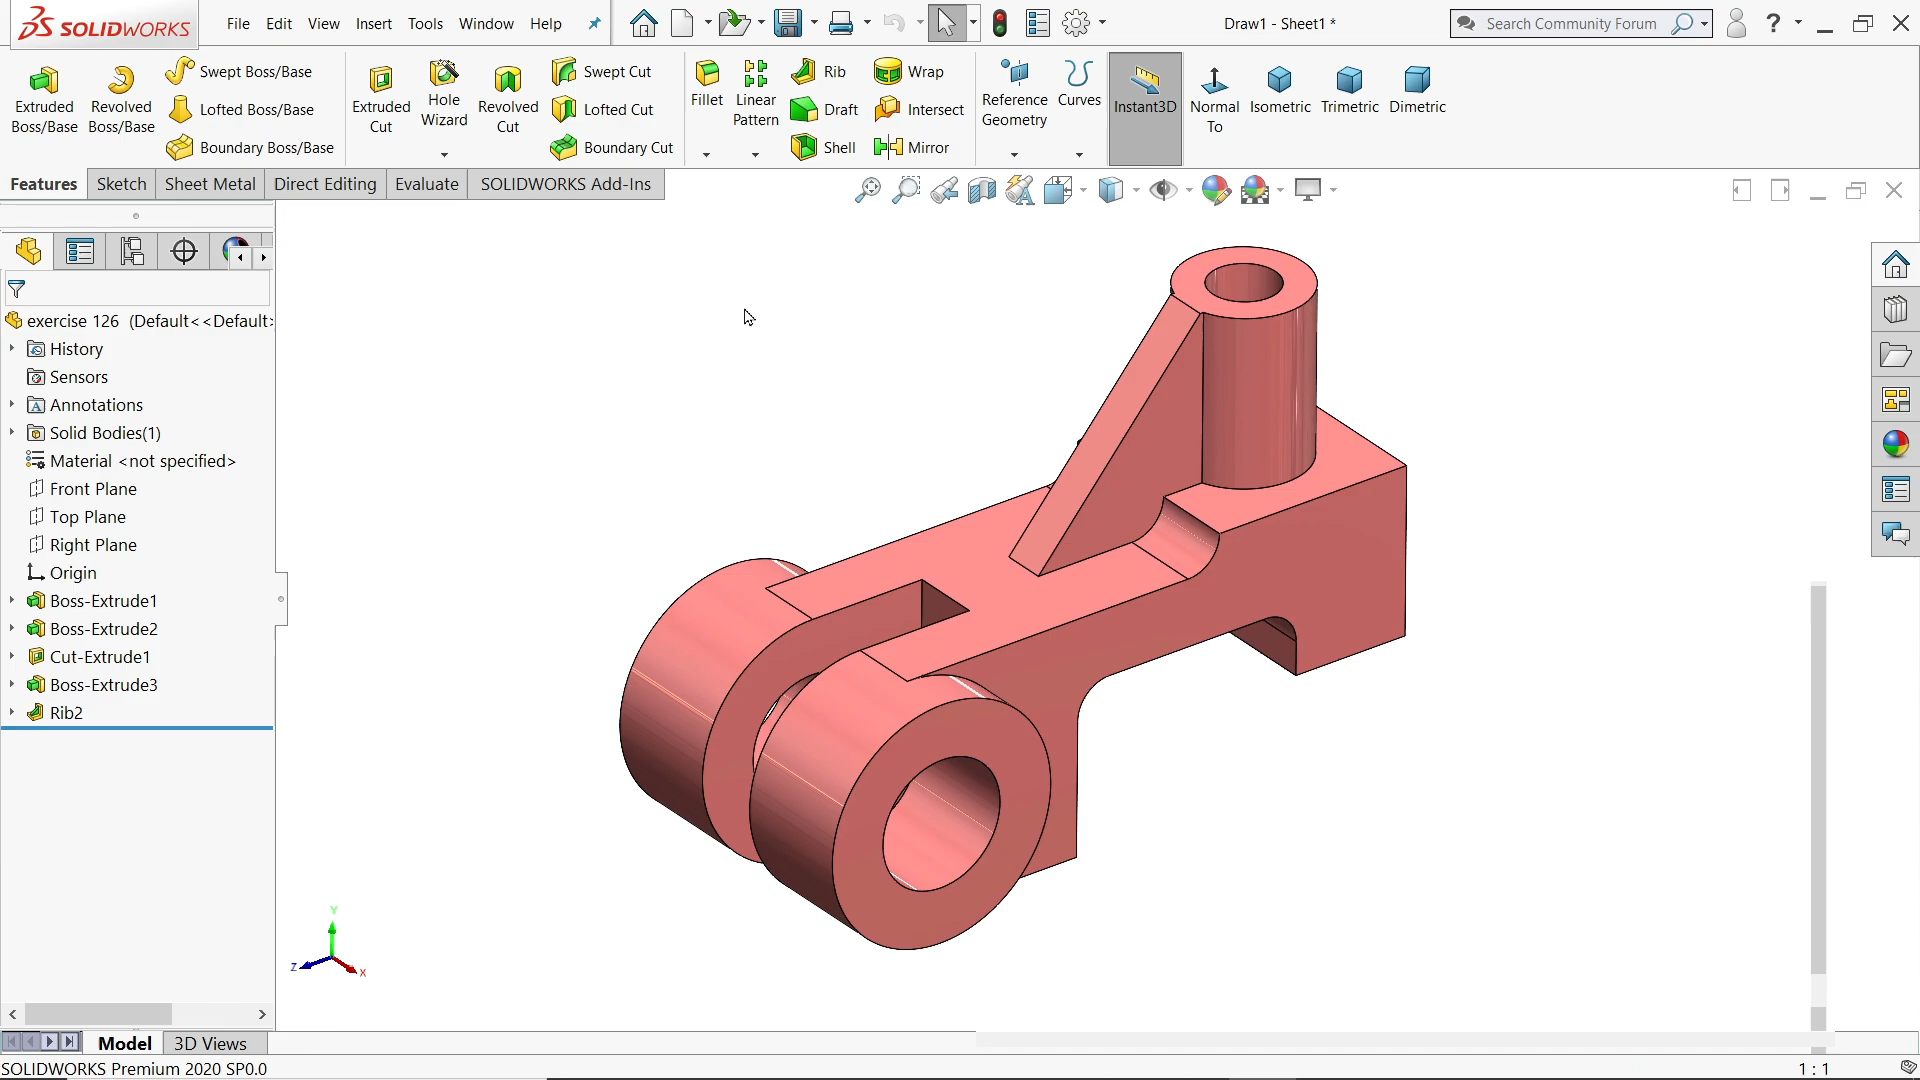 SOLIDWORKS File Edit View Insert Tools Window Help Draw1 - Sheet1 * Search Community Forum ?
Extruded Boss/Base
Revolved Boss/Base
Swept Boss/Base
Lofted Boss/Base
Boundary Boss/Base
Extruded Cut
Hole Wizard
Revolved Cut
Swept Cut
Lofted Cut
Boundary Cut
Fillet
Linear Pattern
Rib
Draft
Shell
Wrap
Intersect
Mirror
Reference Geometry
Curves
Instant3D
Normal To
Isometric
Trimetric
Dimetric
Features Sketch Sheet Metal Direct Editing Evaluate SOLIDWORKS Add-Ins
exercise 126 (Default<<Default>
History
Sensors
A Annotations
Solid Bodies(1)
Material <not specified>
Front Plane
Top Plane
Right Plane
Origin
Boss-Extrude1
Boss-Extrude2
Cut-Extrude1
Boss-Extrude3
Rib2
Y
Z
X
Model 3D Views
SOLIDWORKS Premium 2020 SP0.0 1 : 1